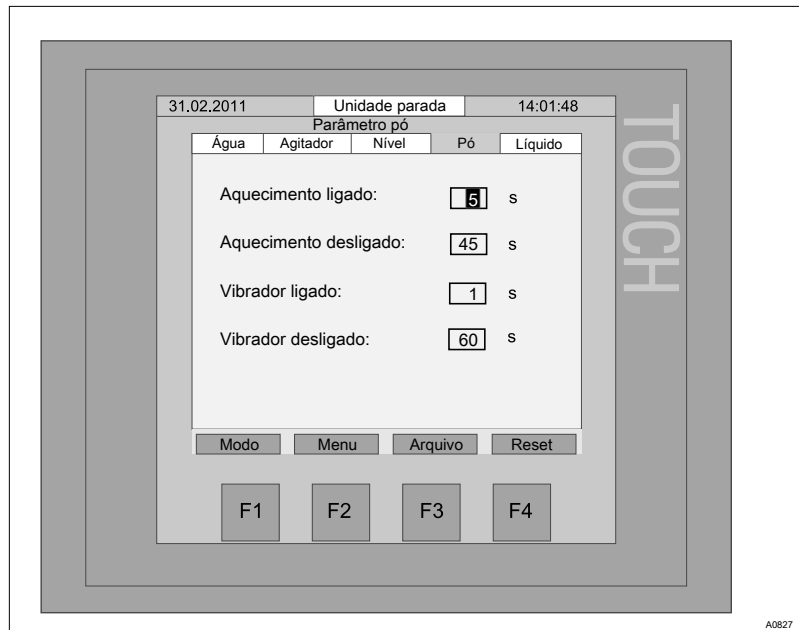 31.02.2011 Unidade parada 14:01:48
Parâmetro pó
Água Agitador Nível Pó Líquido
Aquecimento ligado: 5 s
Aquecimento desligado: 45 s
Vibrador ligado: 1 s
Vibrador desligado: 60 s
Modo Menu Arquivo Reset
F1 F2 F3 F4
TOUCH
A0827